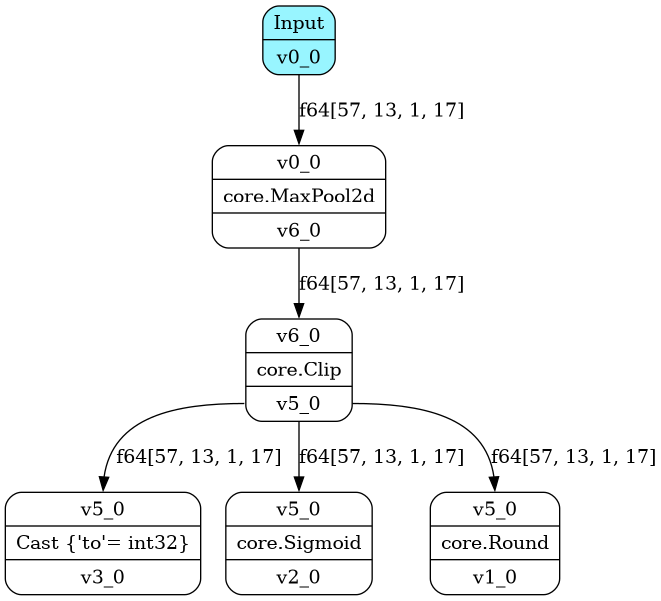 Input
v0_0
f64[57, 13, 1, 17]
v0_0
core.MaxPool2d
v6_0
f64[57, 13, 1, 17]
v6_0
core.Clip
v5_0
f64[57, 13, 1, 17]
f64[57, 13, 1, 17]
f64[57, 13, 1, 17]
v5_0
Cast {'to'= int32}
v3_0
v5_0
core.Sigmoid
v2_0
v5_0
core.Round
v1_0